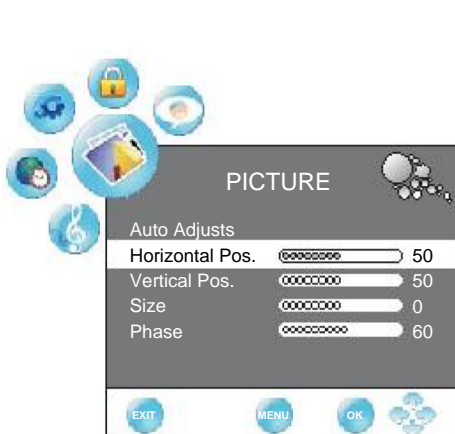 PICTURE
Auto Adjusts
Horizontal Pos. 50
Vertical Pos. 50
Size 0
Phase 60
EXIT MENU OK